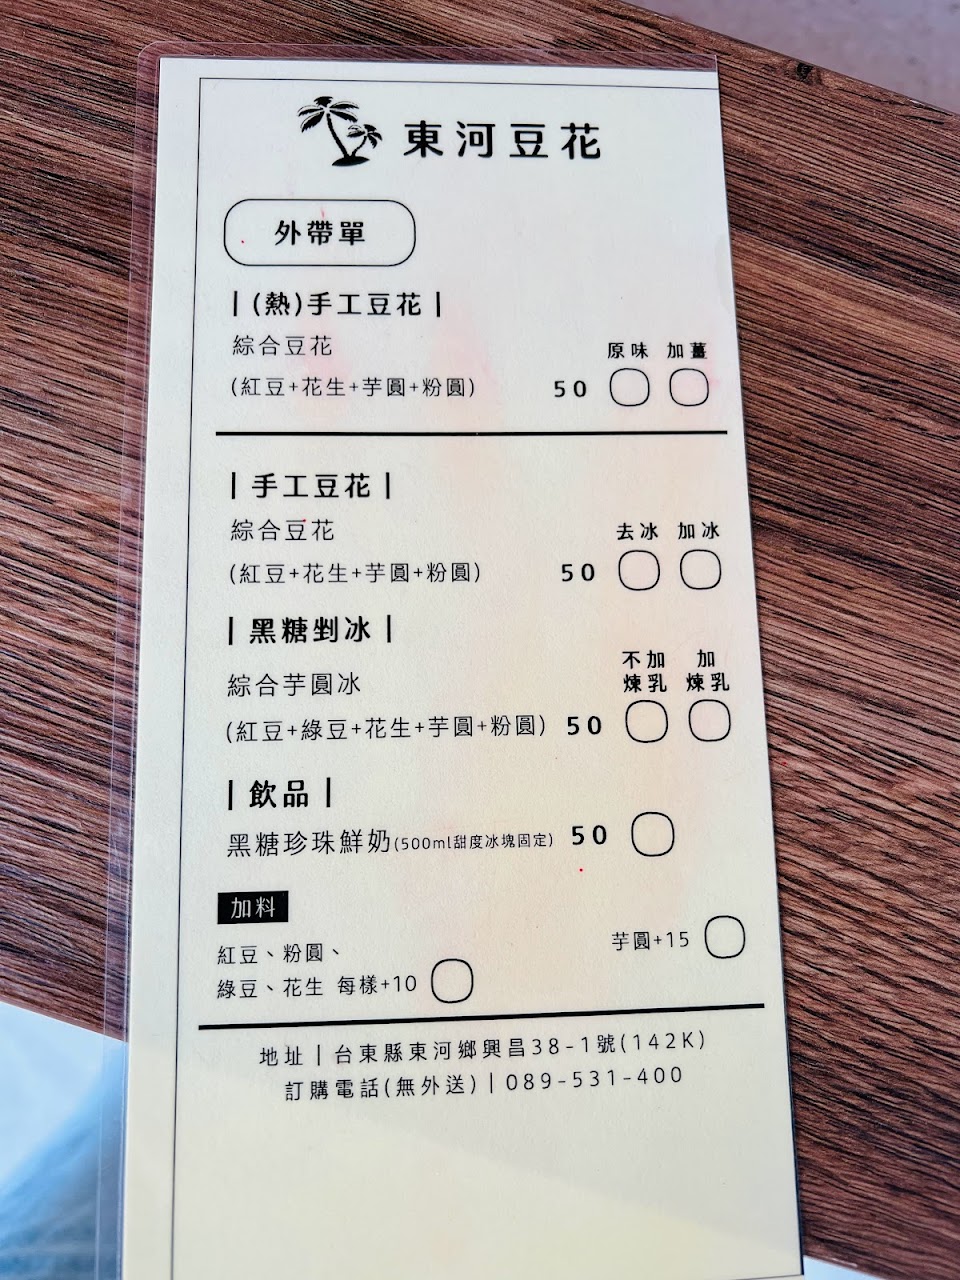 東河豆花
外帶單
|(熱)手工豆花|
綜合豆花
原味 加薑
(紅豆+花生+芋圓+粉圓) 50
|手工豆花|
綜合豆花
去冰 加冰
(紅豆+花生+芋圓+粉圓) 50
|黑糖剉冰|
不加 加
綜合芋圓冰 煉乳 煉乳
(紅豆+綠豆+花生+芋圓+粉圓) 50
|飲品|
黑糖珍珠鮮奶(500ml甜度冰塊固定) 50
加料
紅豆、粉圓、 芋圓+15
綠豆、花生 每樣+10
地址|台東縣東河鄉興昌38-1號(142K)
訂購電話(無外送)|089-531-400